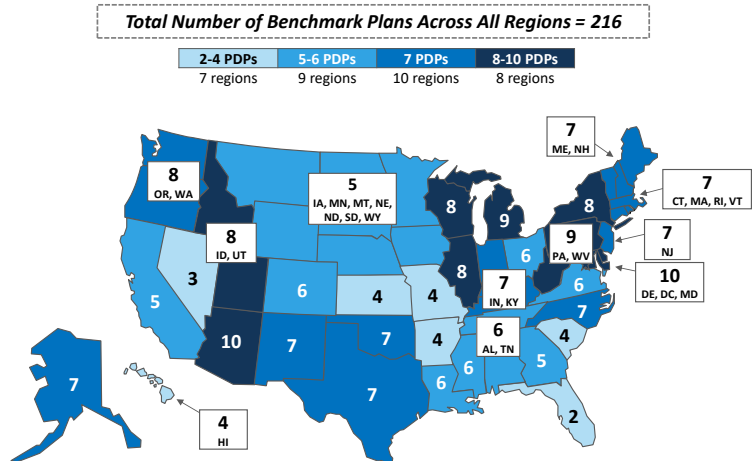 Total Number of Benchmark Plans Across All Regions = 216
2-4 PDPs 5-6 PDPs 7 PDPs 8-10 PDPs
7 regions 9 regions 10 regions 8 regions
7
ME, NH
8
OR, WA
5
IA, MN, MT, NE,
ND, SD, WY
7
CT, MA, RI, VT
8
9
8
8
ID, UT
9
PA, WV
7
NJ
3
6
8
6
10
DE, DC, MD
5
6
4
4
7
IN, KY
7
10
7
7
4
6
AL, TN
4
6
6
5
7
7
2
4
HI